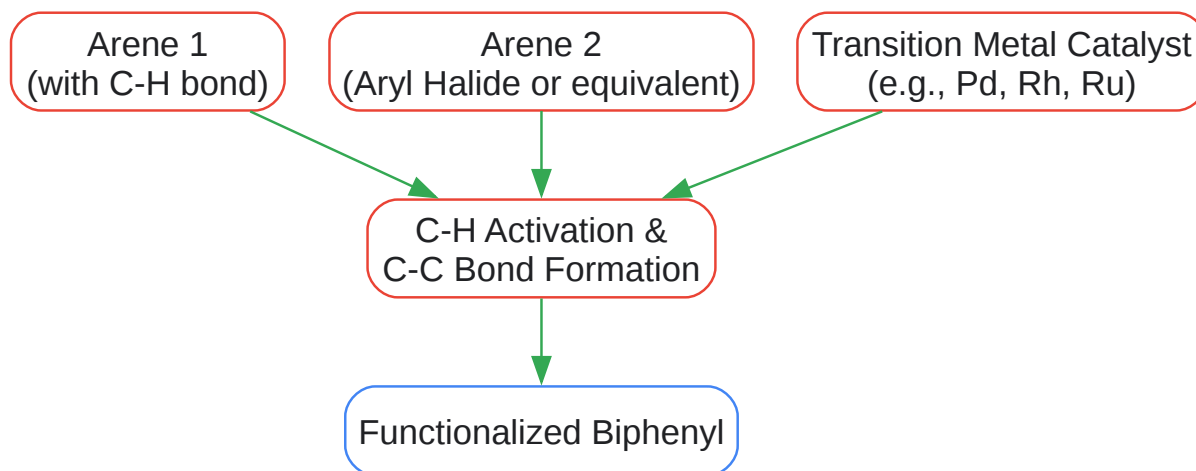 Arene 1
(with C-H bond)
Arene 2
(Aryl Halide or equivalent)
Transition Metal Catalyst
(e.g., Pd, Rh, Ru)
C-H Activation &
C-C Bond Formation
Functionalized Biphenyl